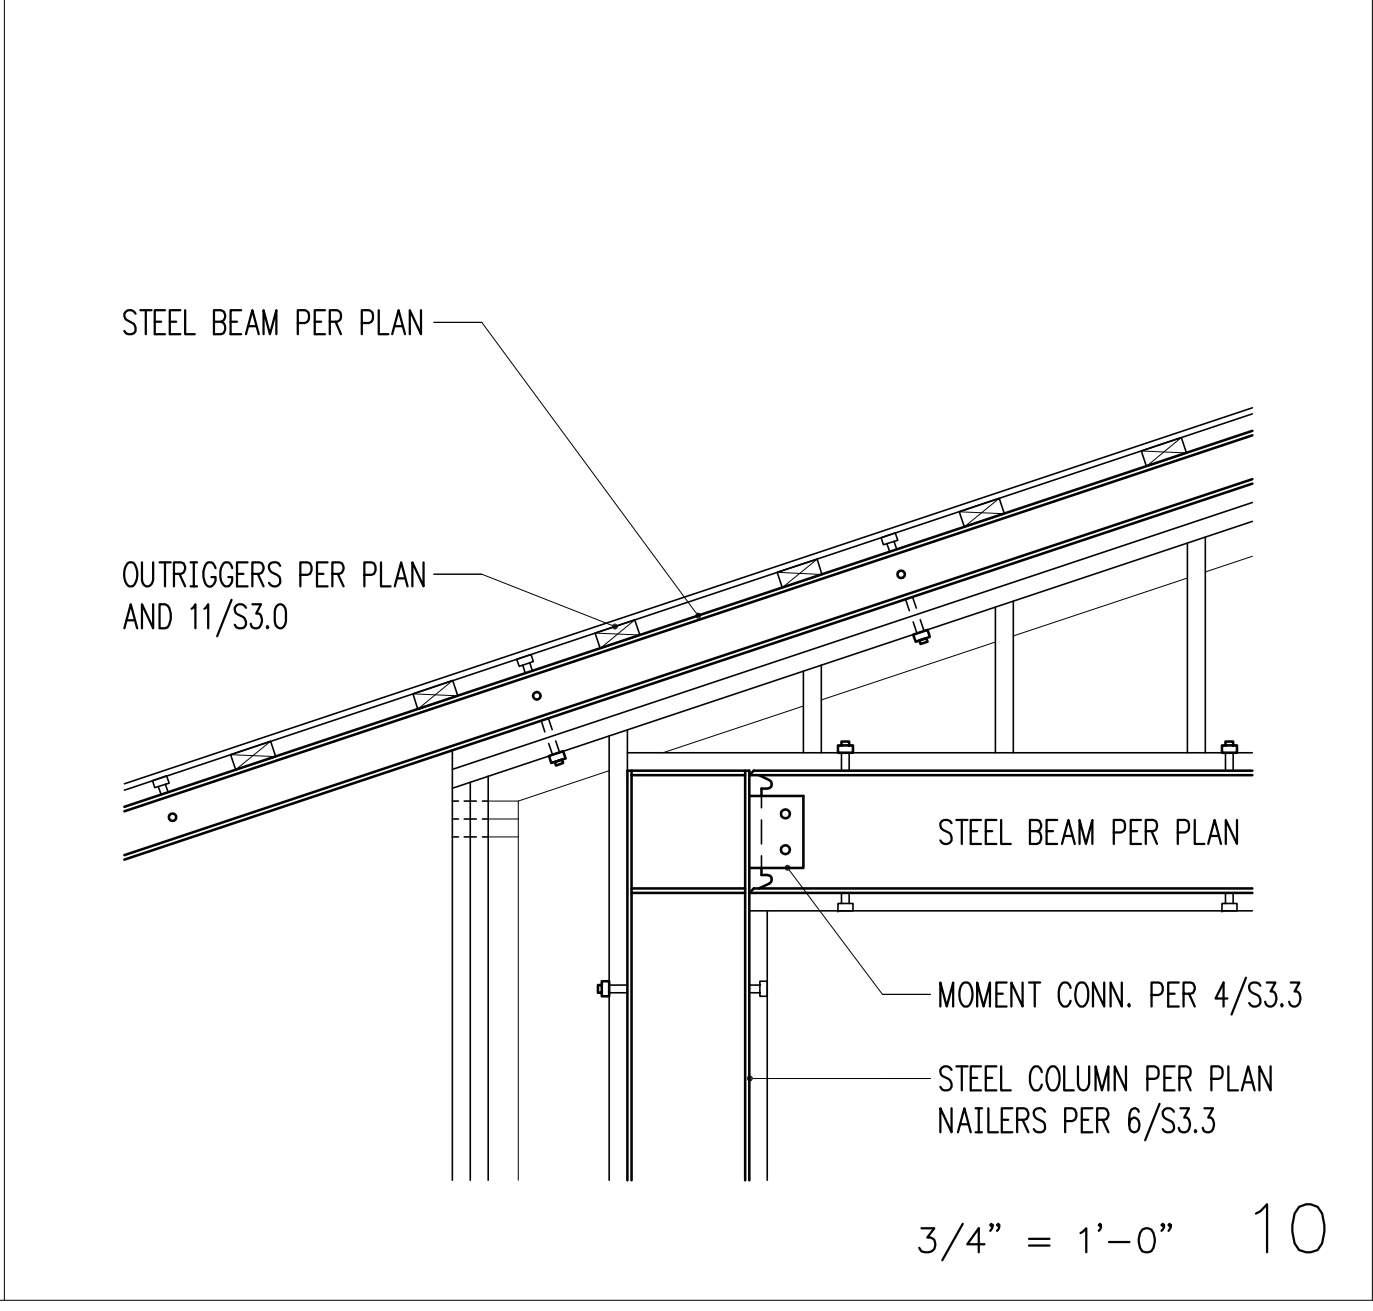 STEEL BEAM PER PLAN
OUTRIGGERS PER PLAN
AND 11/S3.0
STEEL BEAM PER PLAN
MOMENT CONN. PER 4/S3.3
STEEL COLUMN PER PLAN
NAILERS PER 6/S3.3
3/4” = 1’-0”
10